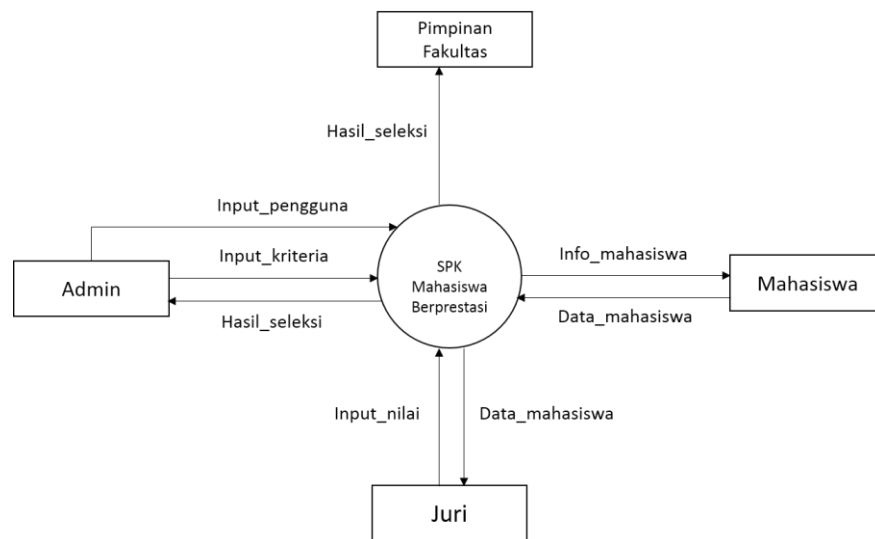 Pimpinan
Fakultas
Hasil_seleksi
Input_pengguna
Input_kriteria
Admin
Hasil_seleksi
SPK
Mahasiswa
Berprestasi
Info_mahasiswa
Mahasiswa
Data_mahasiswa
Input_nilai
Data_mahasiswa
Juri